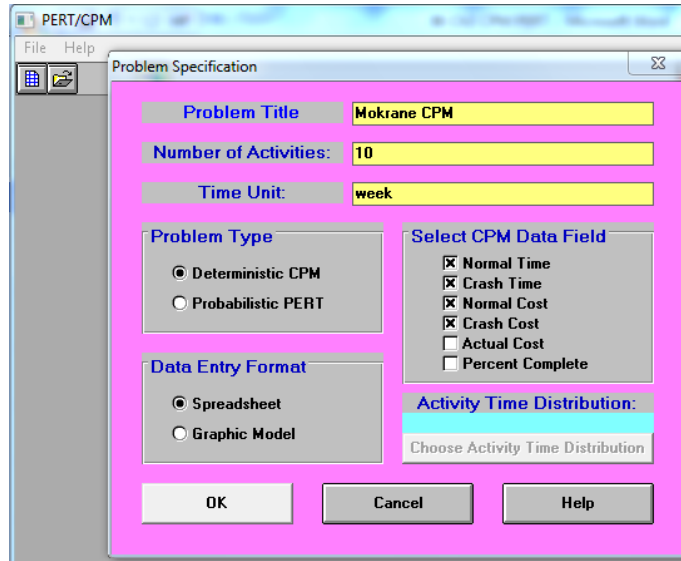 PERT/CPM
File Help
Problem Specification
Problem Title
Mokrane CPM
Number of Activities:
10
Time Unit:
week
Problem Type
Deterministic CPM
Probabilistic PERT
Select CPM Data Field
Normal Time
Crash Time
Normal Cost
Crash Cost
Actual Cost
Percent Complete
Data Entry Format
Spreadsheet
Graphic Model
Activity Time Distribution:
Choose Activity Time Distribution
OK
Cancel
Help